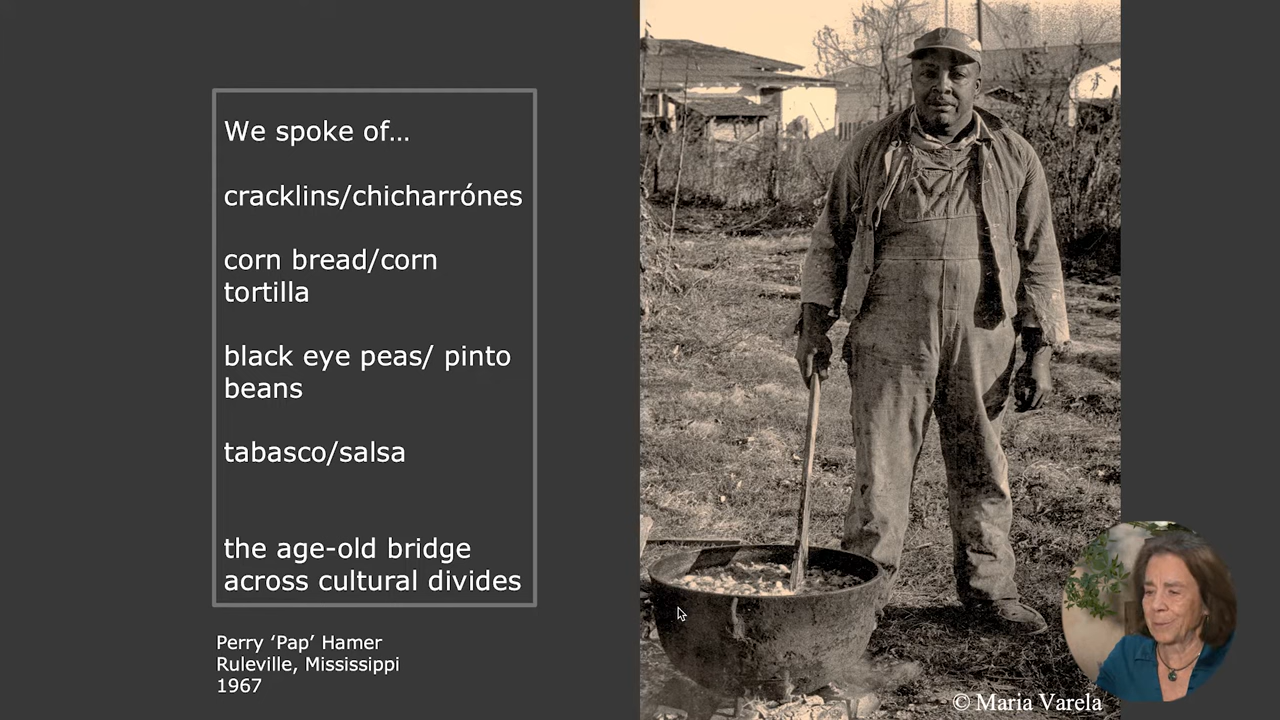 We spoke of…
cracklins/chicharrónes
corn bread/corn
tortilla
black eye peas/ pinto
beans
tabasco/salsa
the age-old bridge
across cultural divides
Perry ‘Pap’ Hamer
Ruleville, Mississippi
1967
© Maria Varela